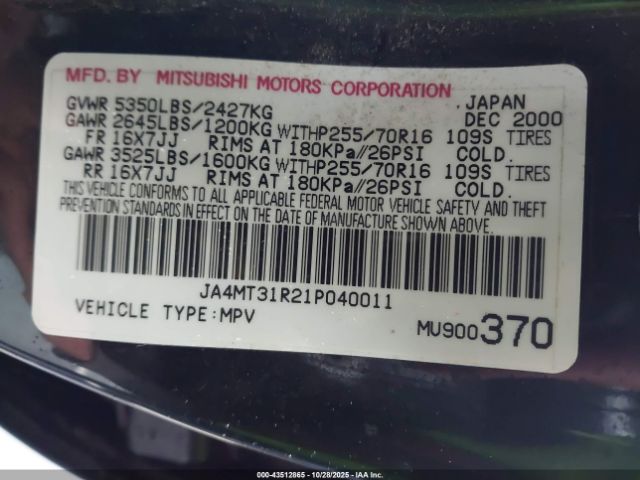 MFD. BY MITSUBISHI MOTORS CORPORATION
GVWR 5350LBS/2427KG JAPAN DEC 2000
GAWR 2645LBS/1200KG WITHP255/70R16 109S TIRES
FR 16X7JJ RIMS AT 180KPa//26PSI COLD.
GAWR 3525LBS/1600KG WITHP255/70R16 109S TIRES
RR 16X7JJ RIMS AT 180KPa//26PSI COLD.
THIS VEHICLE CONFORMS TO ALL APPLICABLE FEDERAL MOTOR VEHICLE SAFETY AND THEFT
PREVENTION STANDARDS IN EFFECT ON THE DATE OF MANUFACTURE SHOWN ABOVE.
JA4MT31R21P040011
VEHICLE TYPE:MPV
MU900370
000-43512865 | 10/28/2025 | IAA Inc.